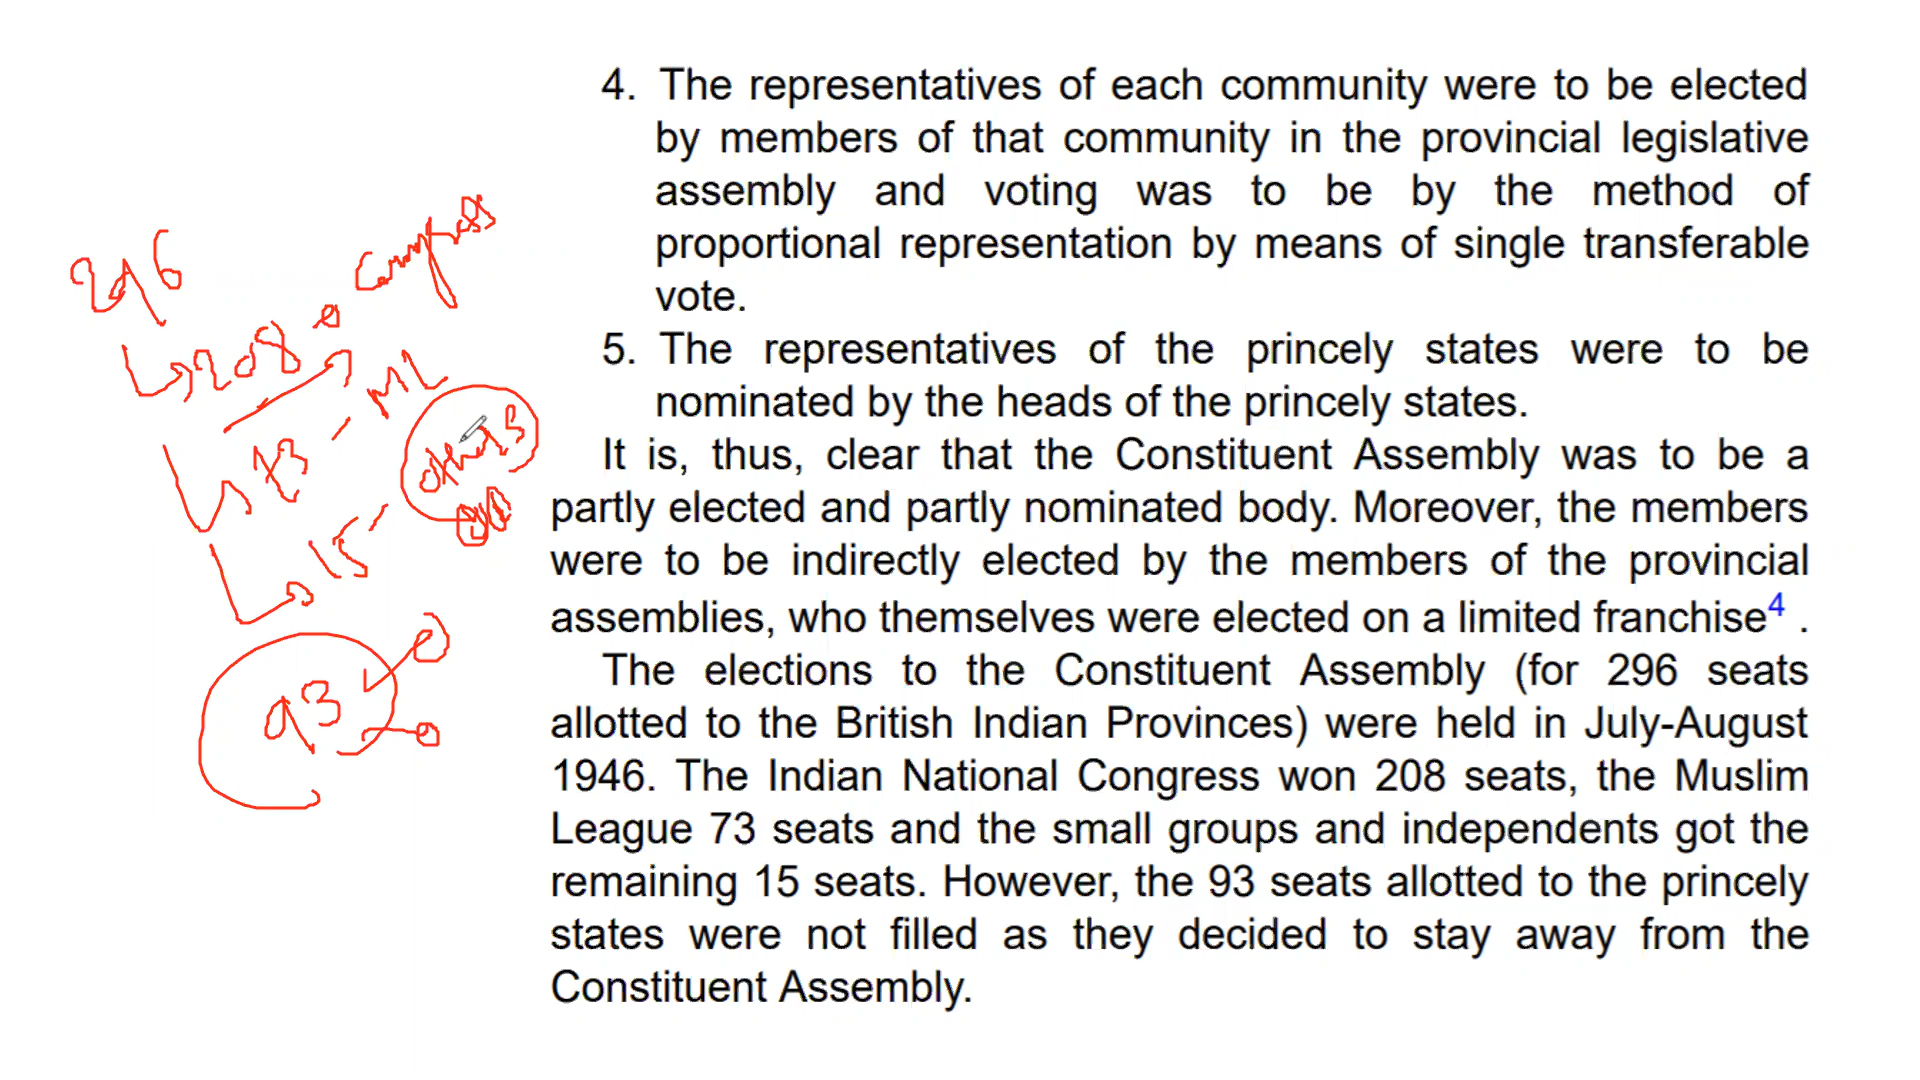 4. The representatives of each community were to be elected
by members of that community in the provincial legislative
assembly and voting was to be by the method of
proportional representation by means of single transferable
vote.
5. The representatives of the princely states were to be
nominated by the heads of the princely states.
It is, thus, clear that the Constituent Assembly was to be a
partly elected and partly nominated body. Moreover, the members
were to be indirectly elected by the members of the provincial
assemblies, who themselves were elected on a limited franchise4 .
The elections to the Constituent Assembly (for 296 seats
allotted to the British Indian Provinces) were held in July-August
1946. The Indian National Congress won 208 seats, the Muslim
League 73 seats and the small groups and independents got the
remaining 15 seats. However, the 93 seats allotted to the princely
states were not filled as they decided to stay away from the
Constituent Assembly.
296
208 Congress
73 ML
15 others
93